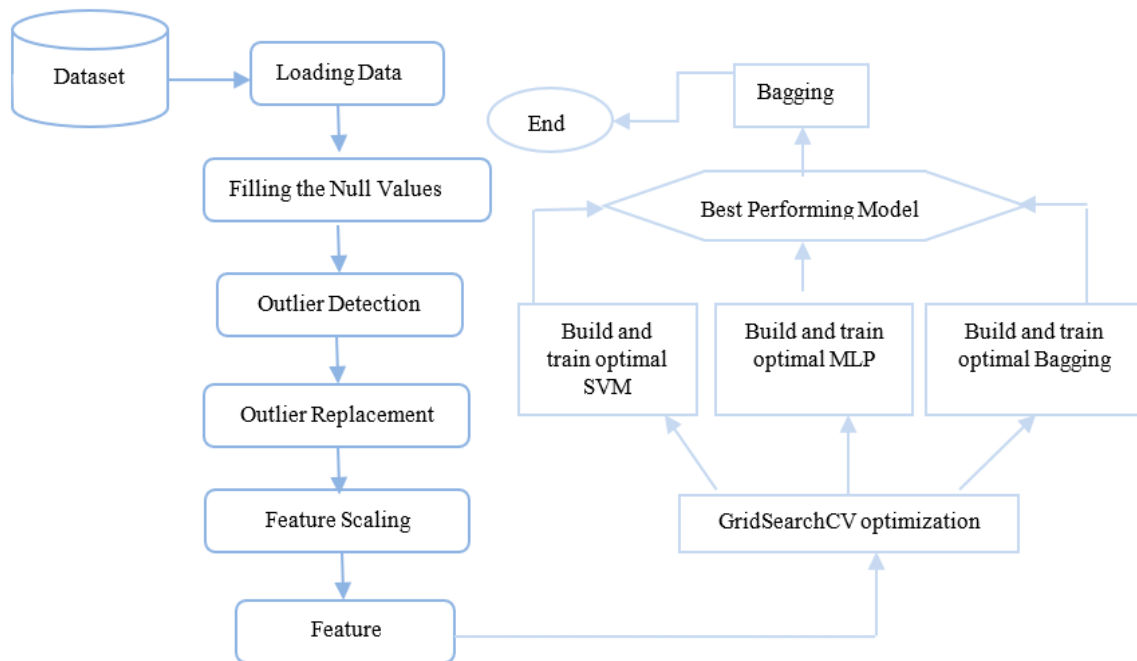 Dataset
Loading Data
Filling the Null Values
Outlier Detection
Outlier Replacement
Feature Scaling
Feature
GridSearchCV optimization
Build and
train optimal
SVM
Build and train
optimal MLP
Build and train
optimal Bagging
Best Performing Model
Bagging
End